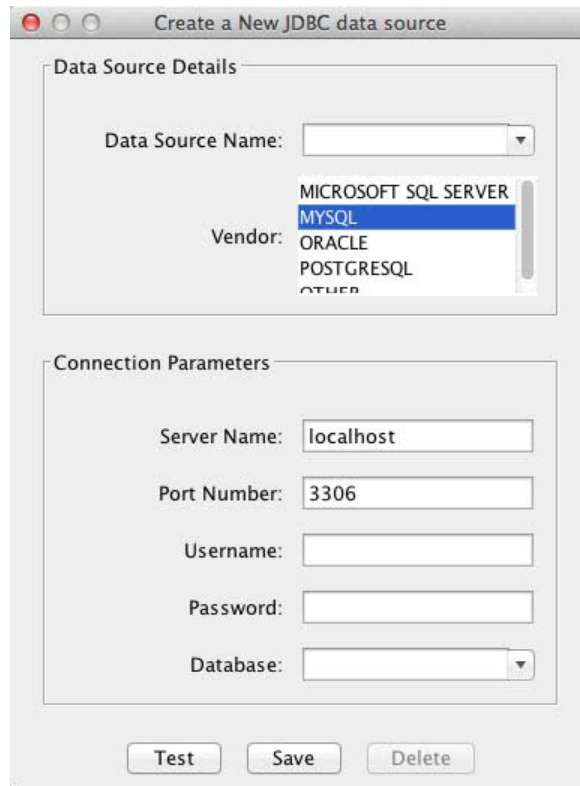 Create a New JDBC data source
Data Source Details
Data Source Name:
Vendor:
MICROSOFT SQL SERVER
MYSQL
ORACLE
POSTGRESQL
OTHER
Connection Parameters
Server Name: localhost
Port Number: 3306
Username:
Password:
Database:
Test Save Delete